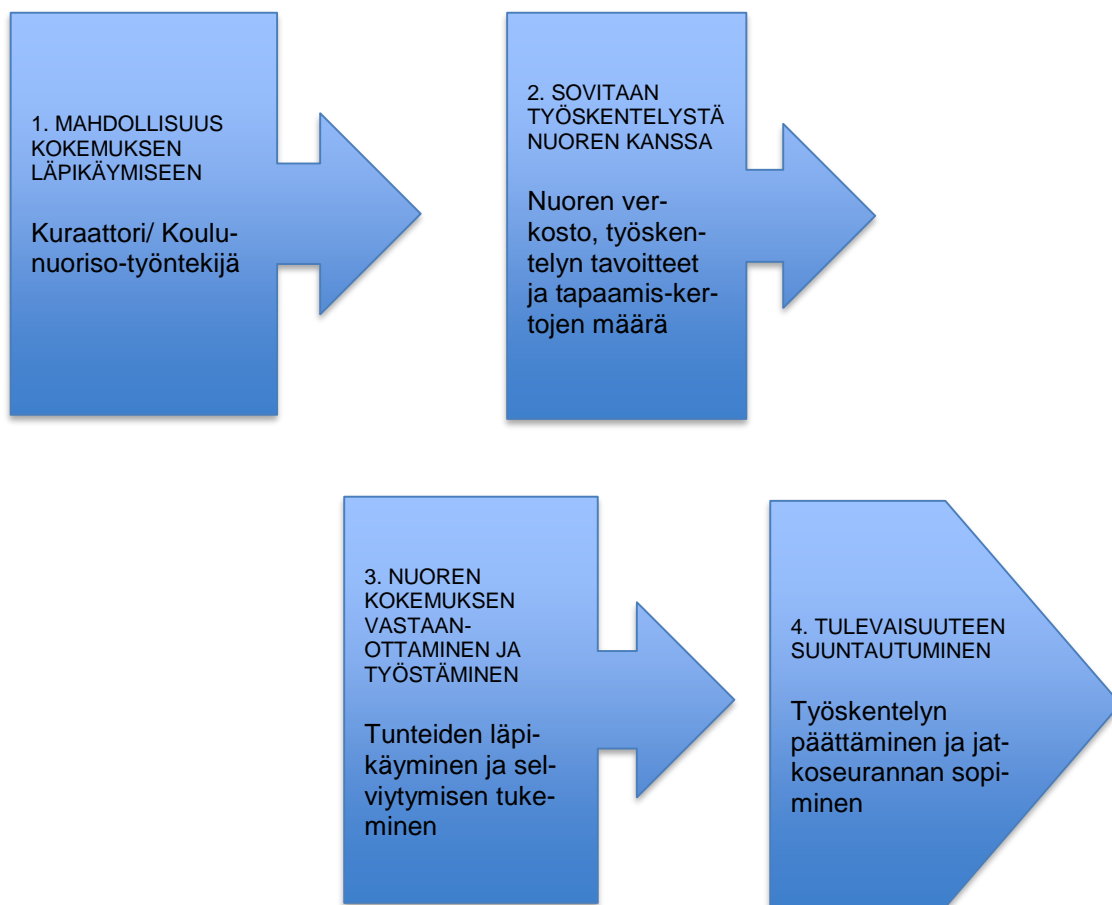 1. MAHDOLLISUUS
KOKEMUKSEN
LÄPIKÄYMISEEN
Kuraattori/ Koulu-
nuoriso-työntekijä
2. SOVITAAN
TYÖSKENTELYSTÄ
NUOREN KANSSA
Nuoren ver-
kosto, työsken-
telyn tavoitteet
ja tapaamis-ker-
tojen määrä
3. NUOREN
KOKEMUKSEN
VASTAAN-
OTTAMINEN JA
TYÖSTÄMINEN
Tunteiden läpi-
käyminen ja sel-
viytymisen tuke-
minen
4. TULEVAISUUTEEN
SUUNTAUTUMINEN
Työskentelyn
päättäminen ja jat-
koseurannan sopi-
minen